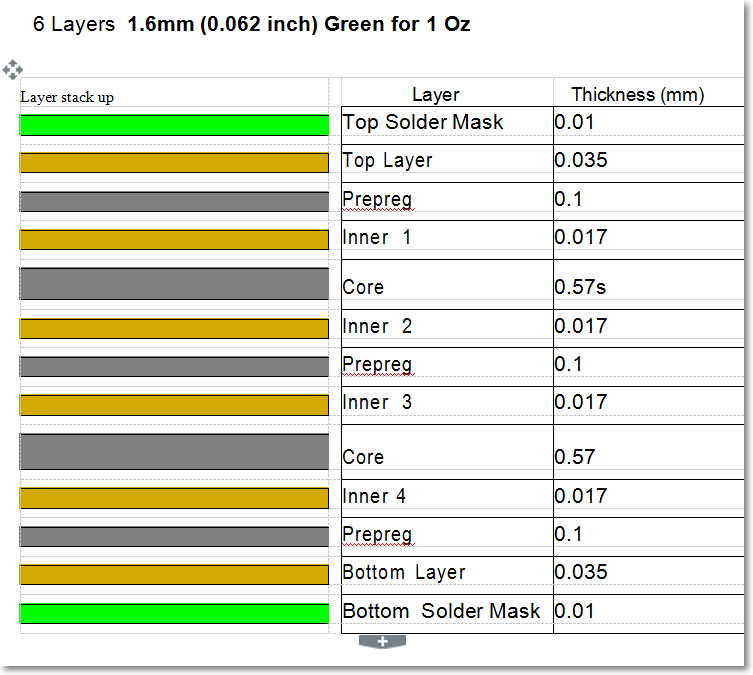 6 Layers 1.6mm (0.062 inch) Green for 1 Oz
Layer stack up Layer Thickness (mm)
Top Solder Mask 0.01
Top Layer 0.035
Prepreg 0.1
Inner 1 0.017
Core 0.57s
Inner 2 0.017
Prepreg 0.1
Inner 3 0.017
Core 0.57
Inner 4 0.017
Prepreg 0.1
Bottom Layer 0.035
Bottom Solder Mask 0.01